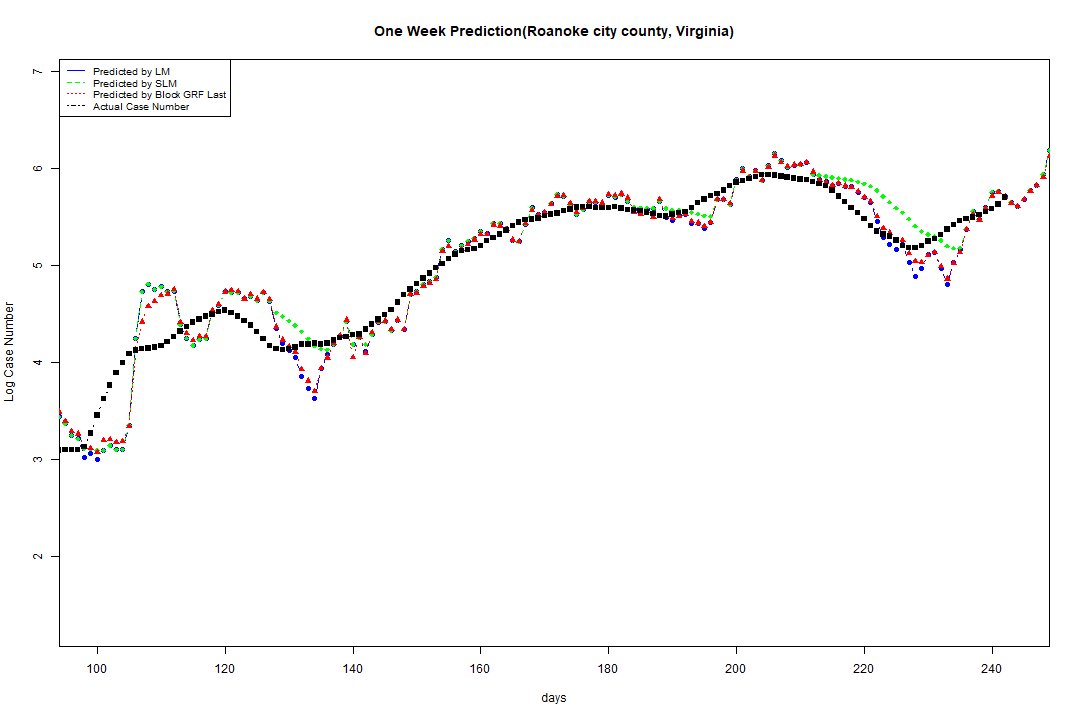 One Week Prediction(Roanoke city county, Virginia)
Predicted by LM
Predicted by SLM
Predicted by Block GRF Last
Actual Case Number
7
6
5
4
3
2
Log Case Number
100 120 140 160 180 200 220 240
days